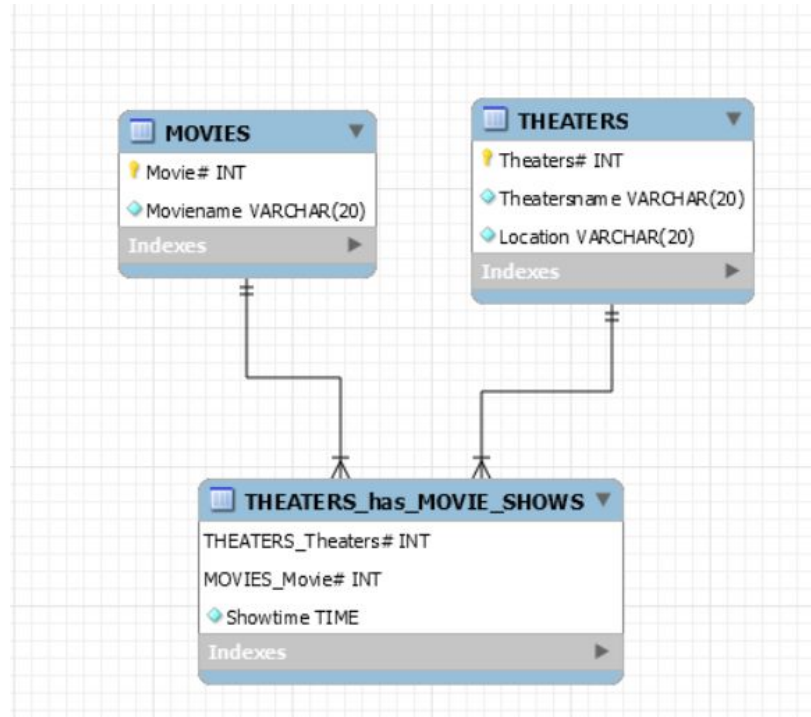 MOVIES
Movie# INT
Moviename VARCHAR(20)
Indexes
THEATERS
Theaters# INT
Theatersname VARCHAR(20)
Location VARCHAR(20)
Indexes
THEATERS_has_MOVIE_SHOWS
THEATERS_Theaters# INT
MOVIES_Movie# INT
Showtime TIME
Indexes